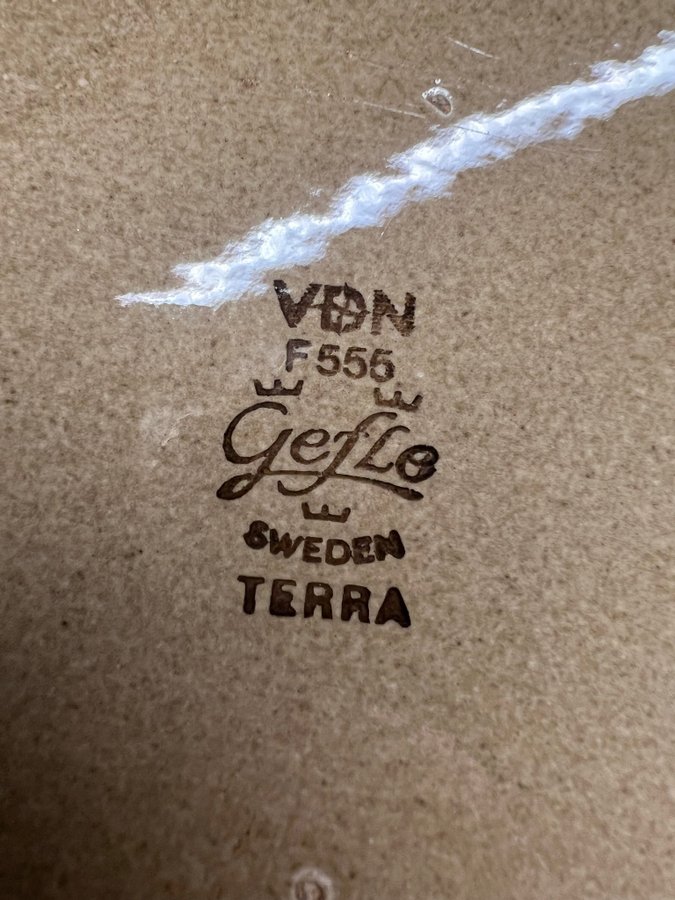 VDN
F555
Gefle
SWEDEN
TERRA